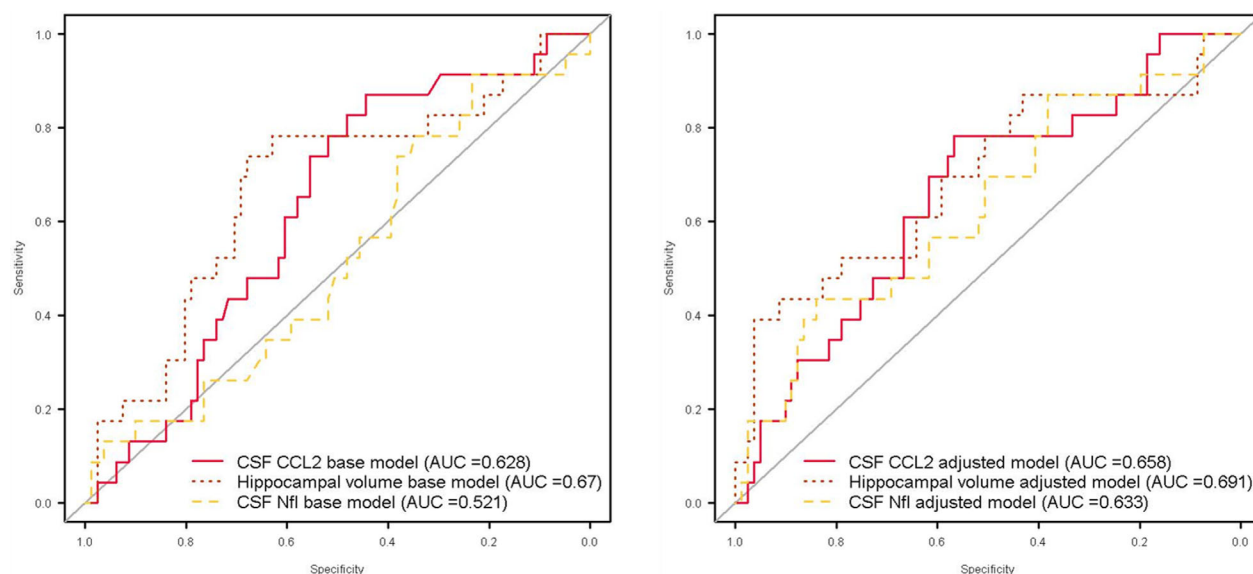 1.0
0.8
0.6
0.4
0.2
0.0
Sensitivity
CSF CCL2 base model (AUC =0.628)
Hippocampal volume base model (AUC =0.67)
CSF Nfl base model (AUC =0.521)
1.0 0.8 0.6 0.4 0.2 0.0
Specificity
1.0
0.8
0.6
0.4
0.2
0.0
Sensitivity
CSF CCL2 adjusted model (AUC =0.658)
Hippocampal volume adjusted model (AUC =0.691)
CSF Nfl adjusted model (AUC =0.633)
1.0 0.8 0.6 0.4 0.2 0.0
Specificity